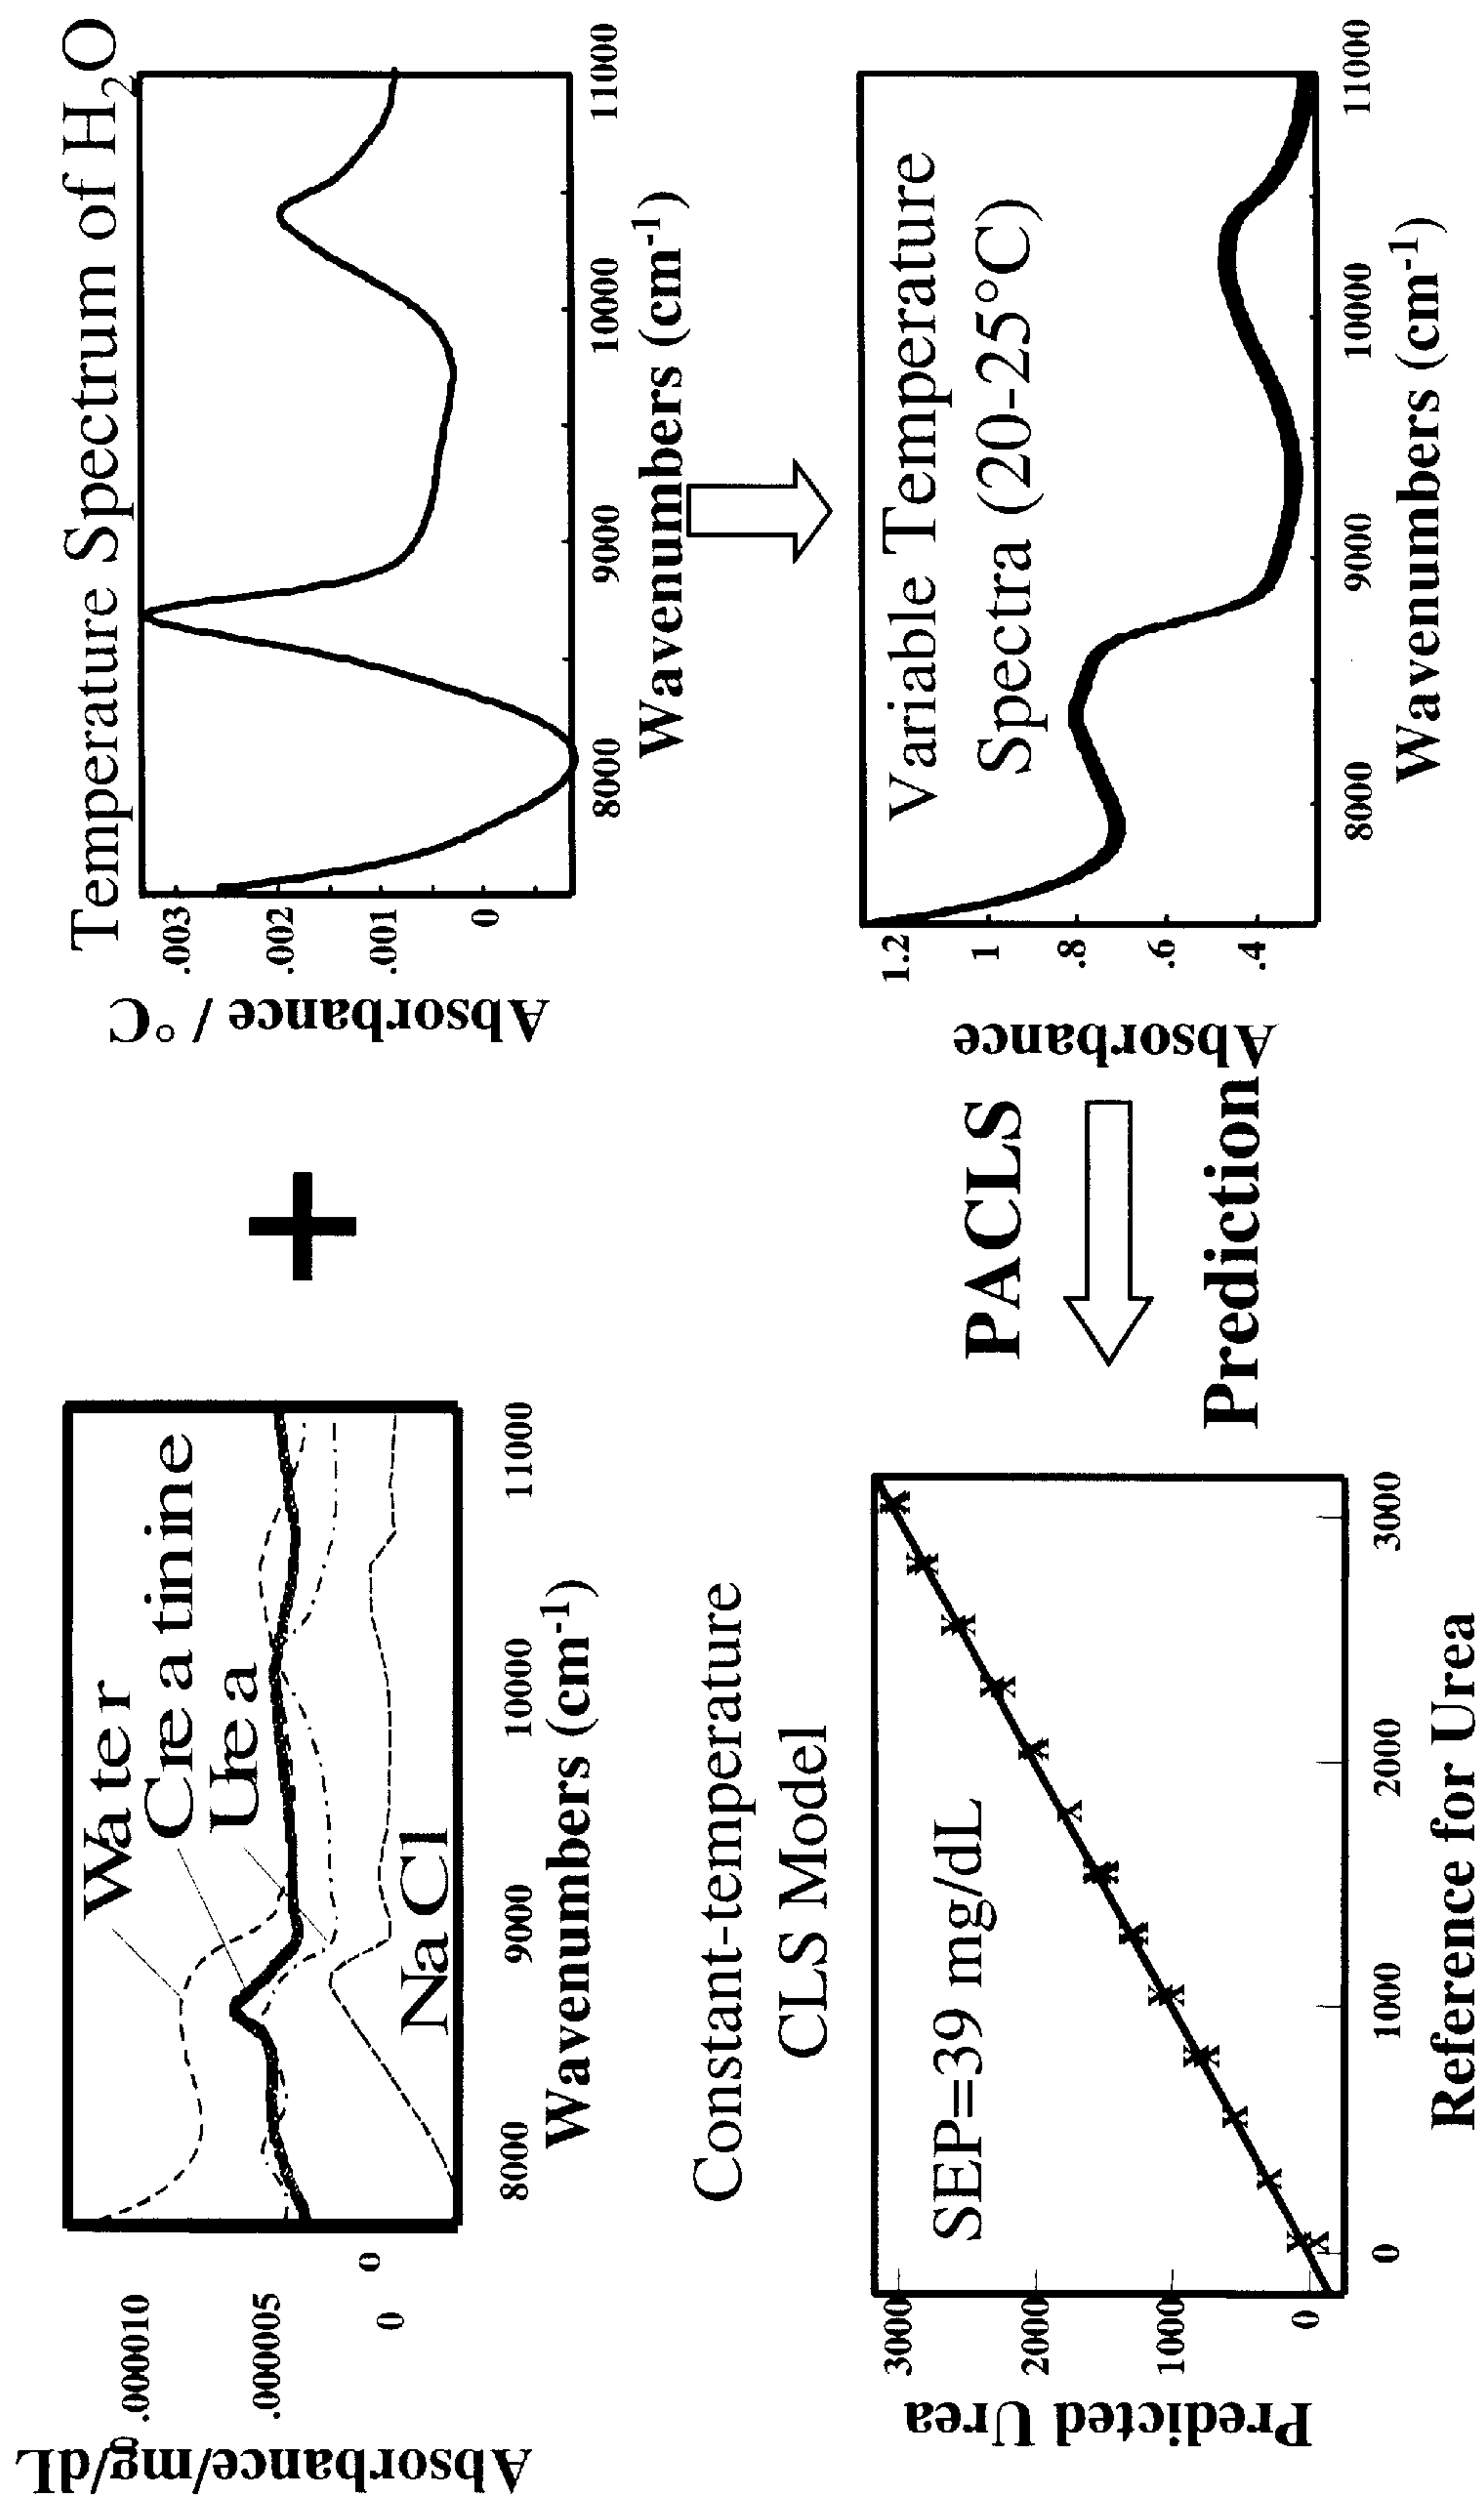 Absorbance/mg/dL
.000010
.000005
0
0
Water
Creatinine
Urea
NaCl
8000
9000
10000
11000
Wavenumbers (cm-1)
Constant-temperature
CLS Model
+
Temperature Spectrum of H2O
Absorbance / °C
.003
.002
.001
0
8000
9000
10000
11000
Wavenumbers (cm-1)
Predicted Urea
3000
2000
1000
0
SEP=39 mg/dL
0
1000
2000
3000
Reference for Urea
PACLS
Prediction
Absorbance
1.2
1
.8
.6
.4
Variable Temperature
Spectra (20-25°C)
8000
9000
10000
11000
Wavenumbers (cm-1)